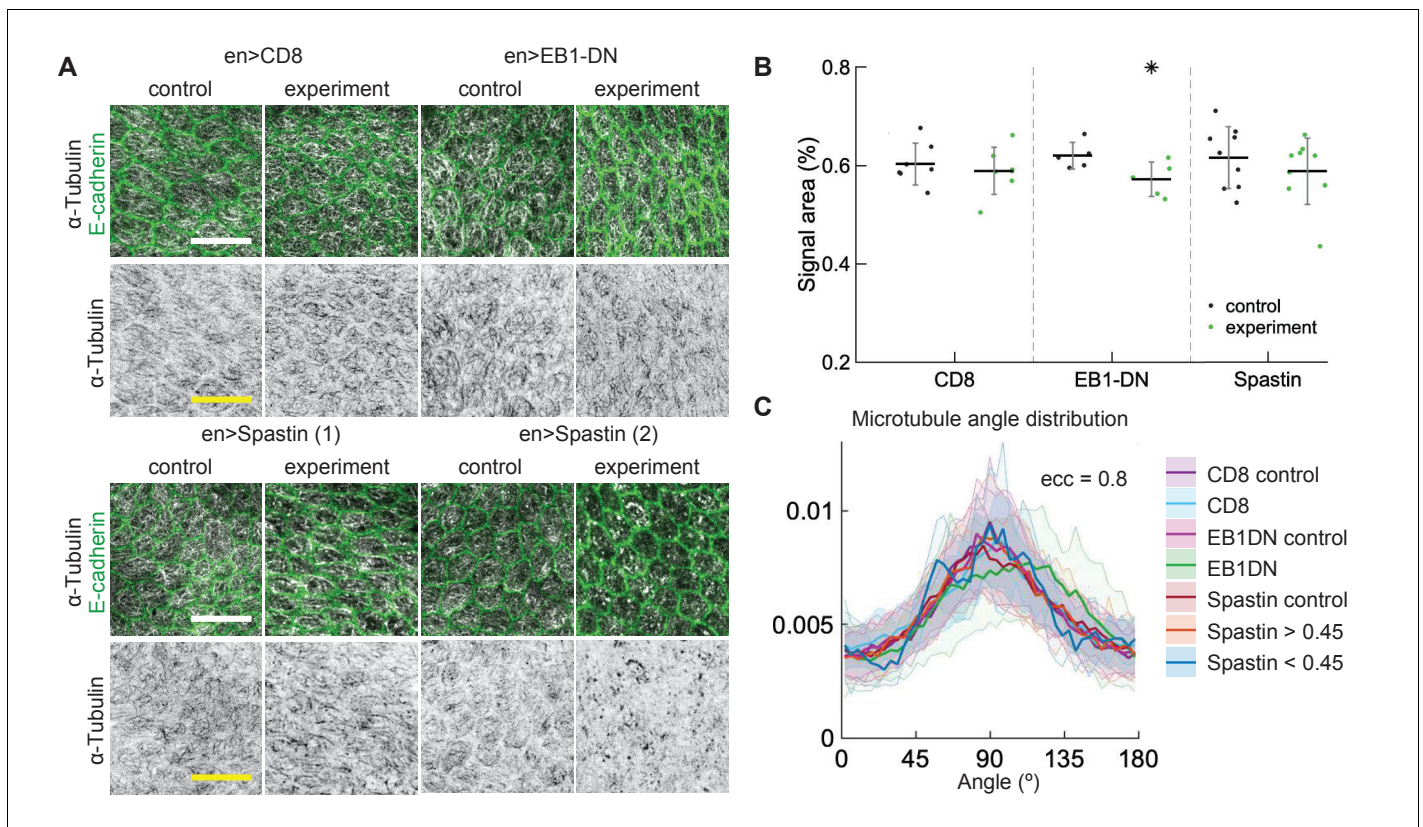 A
en>CD8
en>EB1-DN
control
experiment
control
experiment
α-Tubulin
E-cadherin
α-Tubulin
en>Spastin (1)
en>Spastin (2)
control
experiment
control
experiment
α-Tubulin
E-cadherin
α-Tubulin
B
*
Signal area (%)
0.8
0.6
0.4
0.2
control
experiment
CD8
EB1-DN
Spastin
C
Microtubule angle distribution
ecc = 0.8
0.01
0.005
0
0
45
90
135
180
Angle (º)
CD8 control
CD8
EB1DN control
EB1DN
Spastin control
Spastin > 0.45
Spastin < 0.45